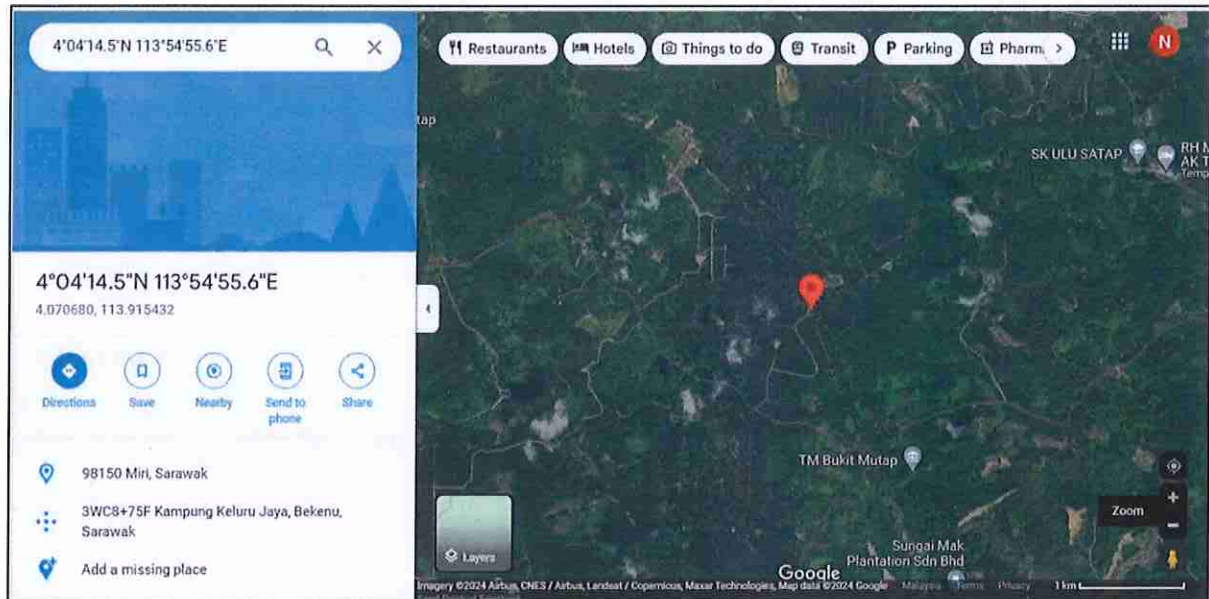 4°04'14.5"N 113°54'55.6"E
4°04'14.5"N 113°54'55.6"E
4.070680, 113.915432
Directions
Save
Nearby
Send to
phone
Share
98150 Miri, Sarawak
3WC8+75F Kampung Keluru Jaya, Bekenu,
Sarawak
Add a missing place
Restaurants
Hotels
Things to do
Transit
P Parking
Pharm.
N
tap
SK ULU SATAP
RH M
AK T
Temp
TM Bukit Mutap
Zoom
Layers
Sungai Mak
Plantation Sdn Bhd
Google
Imagery ©2024 Airbus, CNES / Airbus, Landsat / Copernicus, Maxar Technologies, Map data ©2024 Google Malaysia Terms Privacy 1 km